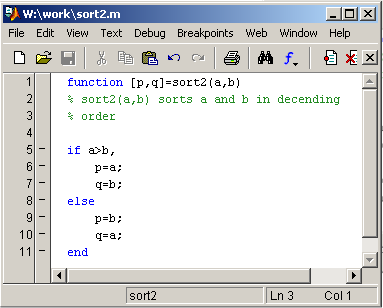 W:\work\sort2.m
File Edit View Text Debug Breakpoints Web Window Help
1 function [p,q]=sort2(a,b)
2 % sort2(a,b) sorts a and b in decending
3 % order
4
5 - if a>b,
6 - p=a;
7 - q=b;
8 - else
9 - p=b;
10 - q=a;
11 - end
sort2 Ln 3 Col 1